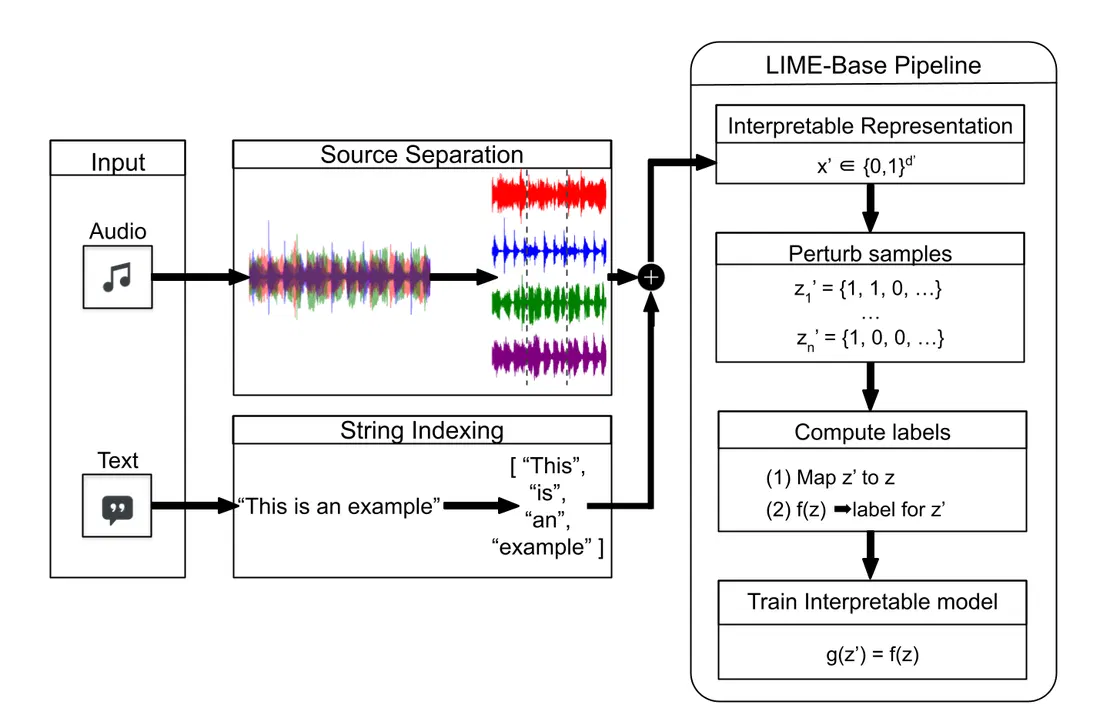 Input
Audio
Text
Source Separation
String Indexing
“This is an example”
[ “This”,
“is”,
“an”,
“example” ]
LIME-Base Pipeline
Interpretable Representation
x’ ∈ {0,1}^d’
Perturb samples
z₁’ = {1, 1, 0, …}
…
zₙ’ = {1, 0, 0, …}
Compute labels
(1) Map z’ to z
(2) f(z) ➡label for z’
Train Interpretable model
g(z’) = f(z)